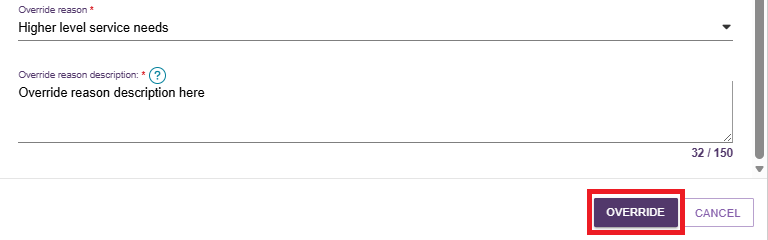 Override reason *
Higher level service needs
Override reason description: * ?
Override reason description here
32 / 150
OVERRIDE CANCEL